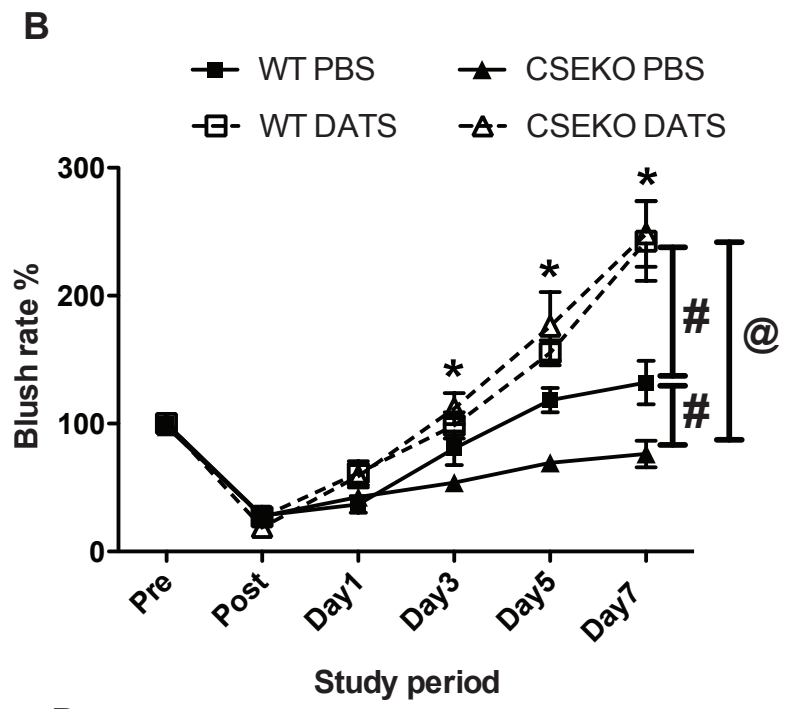 B
WT PBS
CSEKO PBS
WT DATS
CSEKO DATS
300
200
100
0
Blush rate %
*
*
*
#
#
@
Pre
Post
Day1
Day3
Day5
Day7
Study period